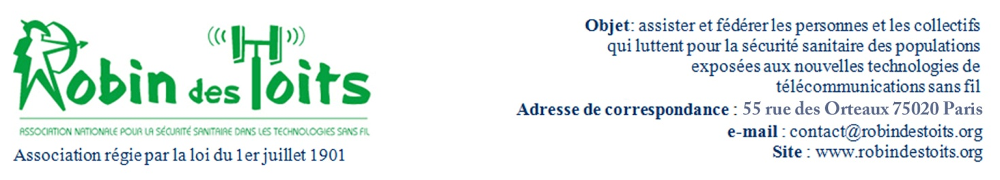 Robin des Toits
ASSOCIATION NATIONALE POUR LA SÉCURITÉ SANITAIRE DANS LES TECHNOLOGIES SANS FIL
Association régie par la loi du 1er juillet 1901
Objet: assister et fédérer les personnes et les collectifs
qui luttent pour la sécurité sanitaire des populations
exposées aux nouvelles technologies de
télécommunications sans fil
Adresse de correspondance : 55 rue des Orteaux 75020 Paris
e-mail : contact@robindestoits.org
Site : www.robindestoits.org